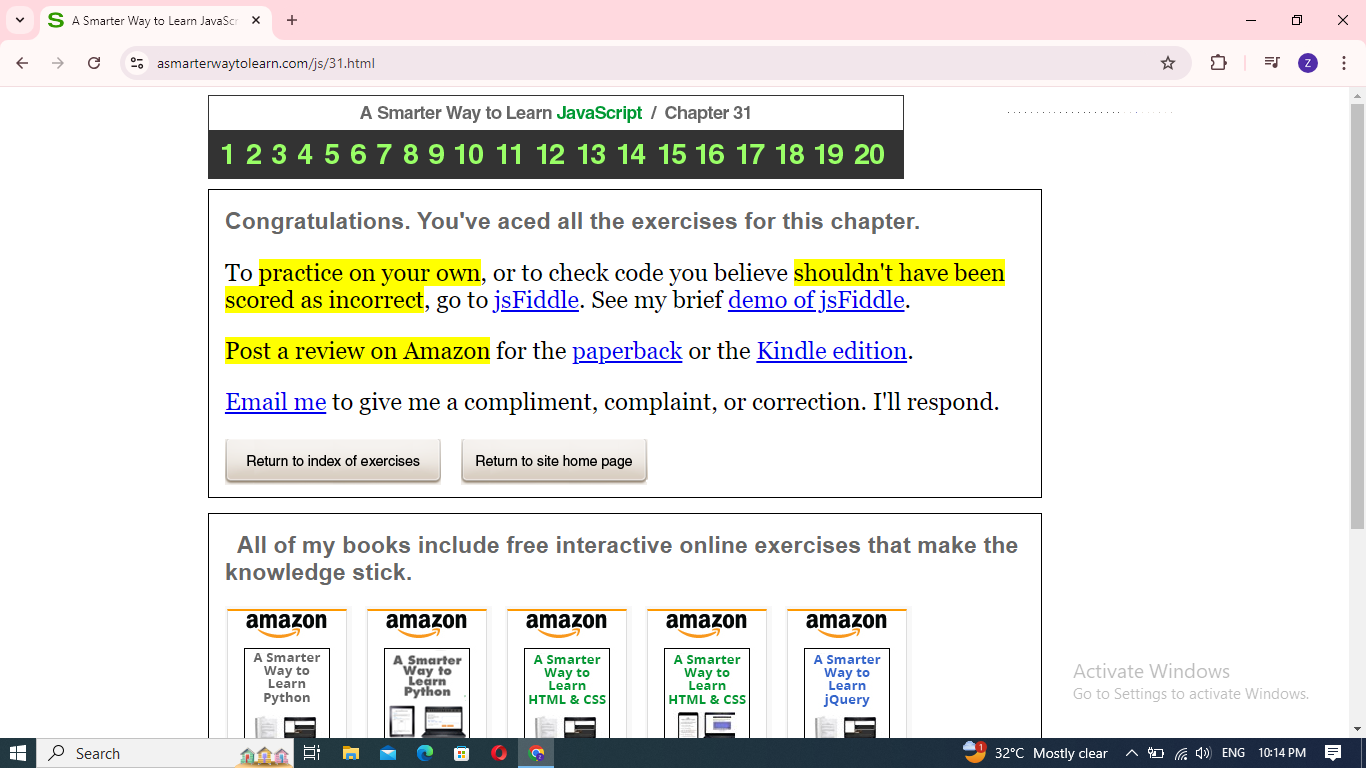 A Smarter Way to Learn JavaScr
asmarterwaytolearn.com/js/31.html
Z
A Smarter Way to Learn JavaScript / Chapter 31
1 2 3 4 5 6 7 8 9 10 11 12 13 14 15 16 17 18 19 20
Congratulations. You've aced all the exercises for this chapter.
To practice on your own, or to check code you believe shouldn't have been
scored as incorrect, go to jsFiddle. See my brief demo of jsFiddle.
Post a review on Amazon for the paperback or the Kindle edition.
Email me to give me a compliment, complaint, or correction. I'll respond.
Return to index of exercises Return to site home page
All of my books include free interactive online exercises that make the
knowledge stick.
amazon amazon amazon amazon amazon
A Smarter Way to Learn Python
A Smarter Way to Learn Python
A Smarter Way to Learn HTML & CSS
A Smarter Way to Learn HTML & CSS
A Smarter Way to Learn jQuery
Activate Windows
Go to Settings to activate Windows.
Search 1 32°C Mostly clear ENG 10:14 PM